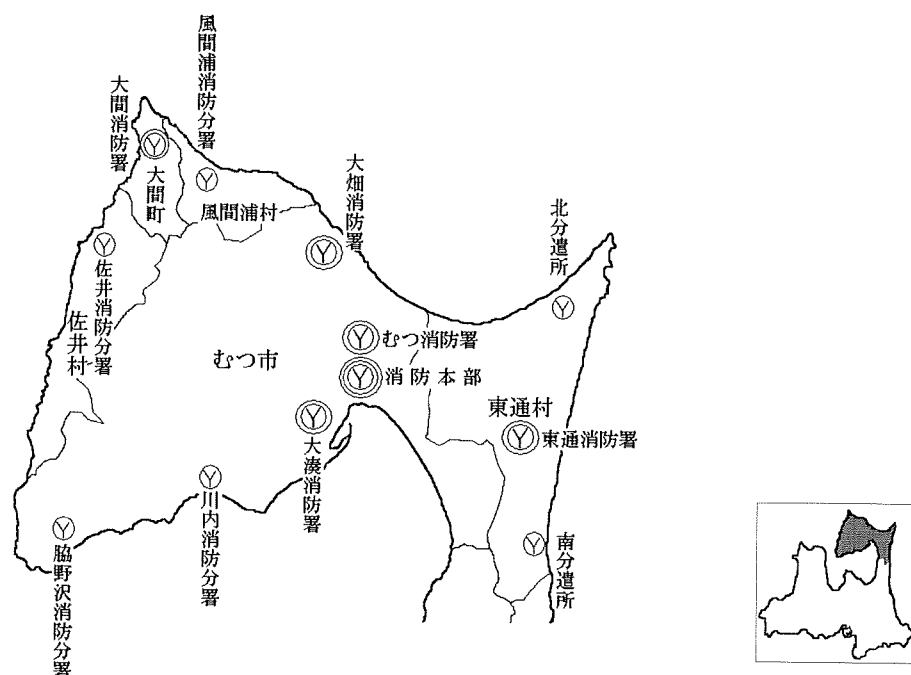 風間浦消防分署
大間消防署
大間町
風間浦村
大畑消防署
北分遣所
佐井消防分署
佐井村
むつ市
むつ消防署
消防本部
東通村
東通消防署
大湊消防署
川内消防分署
脇野沢消防分署
南分遣所